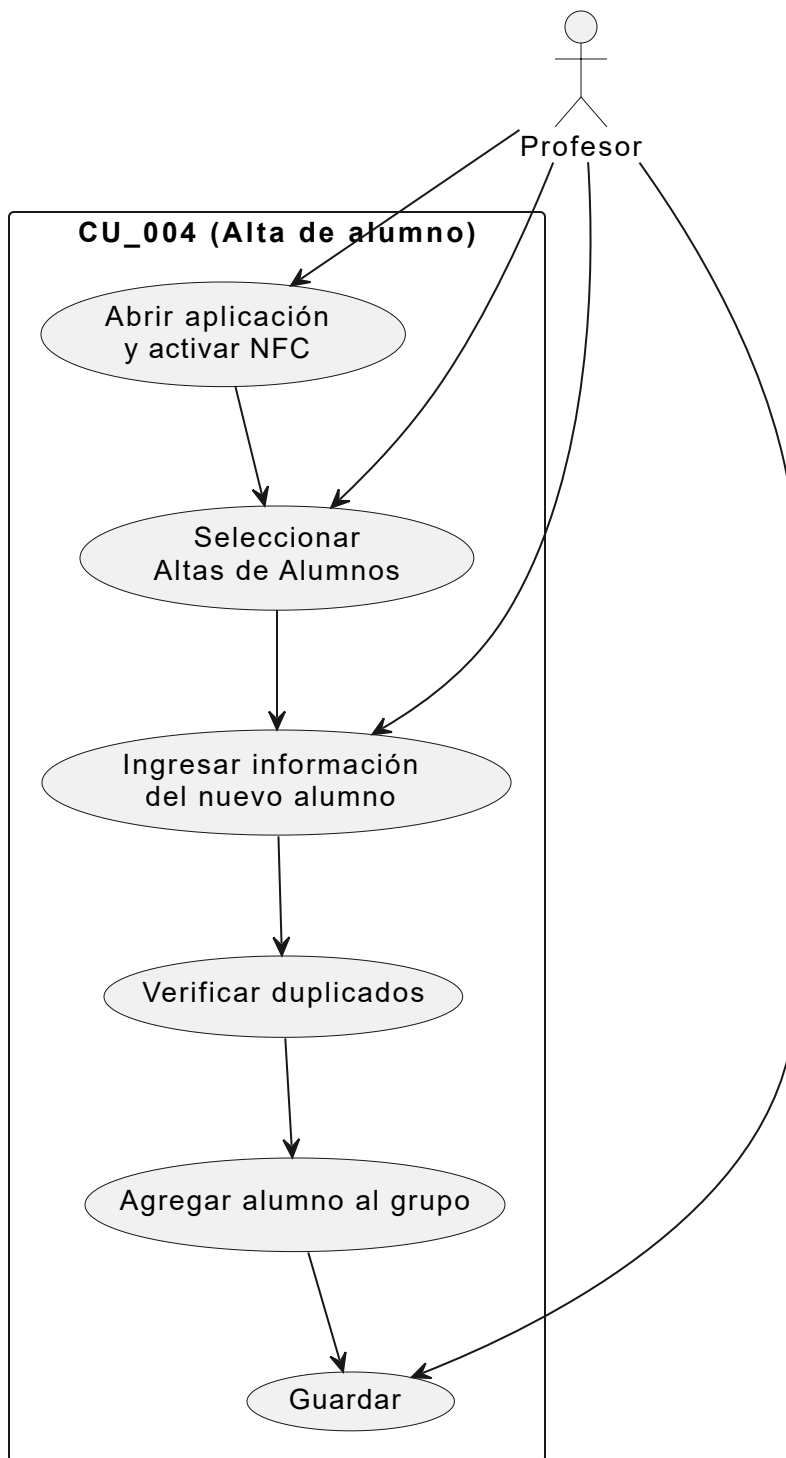 Profesor
CU_004 (Alta de alumno)
Abrir aplicación
y activar NFC
Seleccionar
Altas de Alumnos
Ingresar información
del nuevo alumno
Verificar duplicados
Agregar alumno al grupo
Guardar